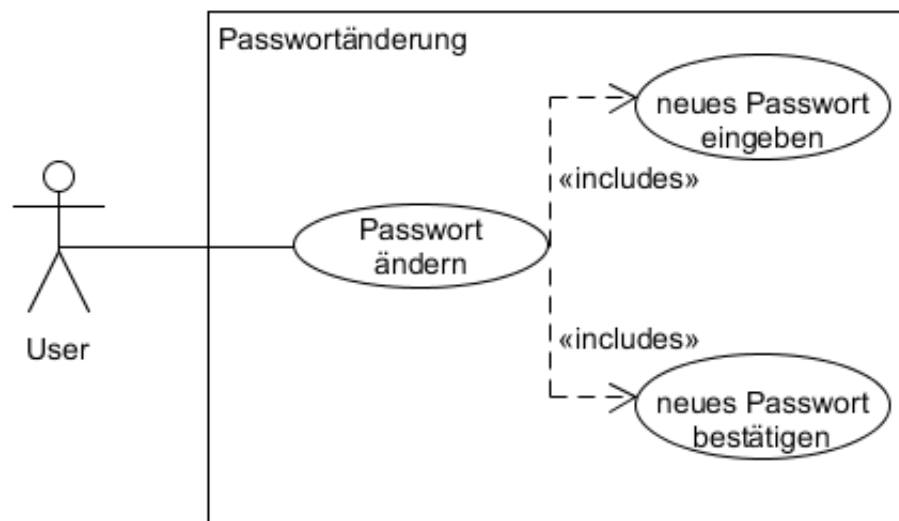 Passwortänderung
neues Passwort
eingeben
«includes»
Passwort
ändern
User
«includes»
neues Passwort
bestätigen